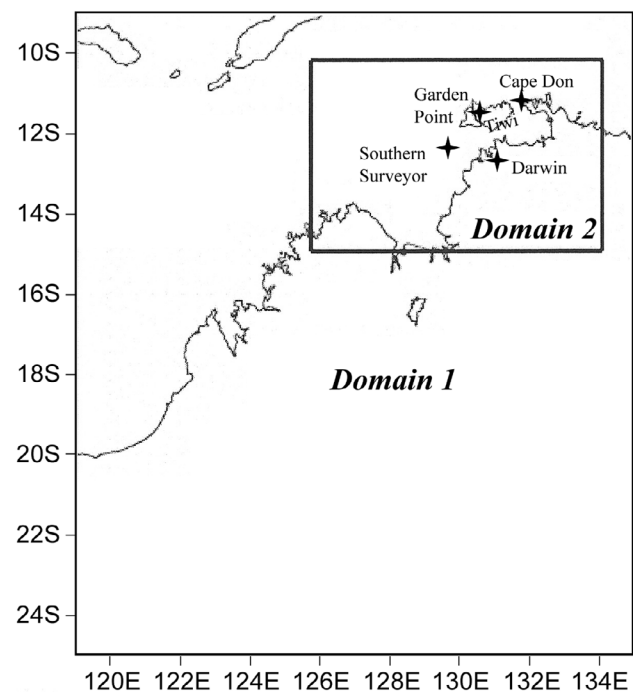 10S
12S
14S
16S
18S
20S
22S
24S
120E 122E 124E 126E 128E 130E 132E 134E
Cape Don
Garden
Point
Tiwi
Southern
Surveyor
Darwin
Domain 2
Domain 1